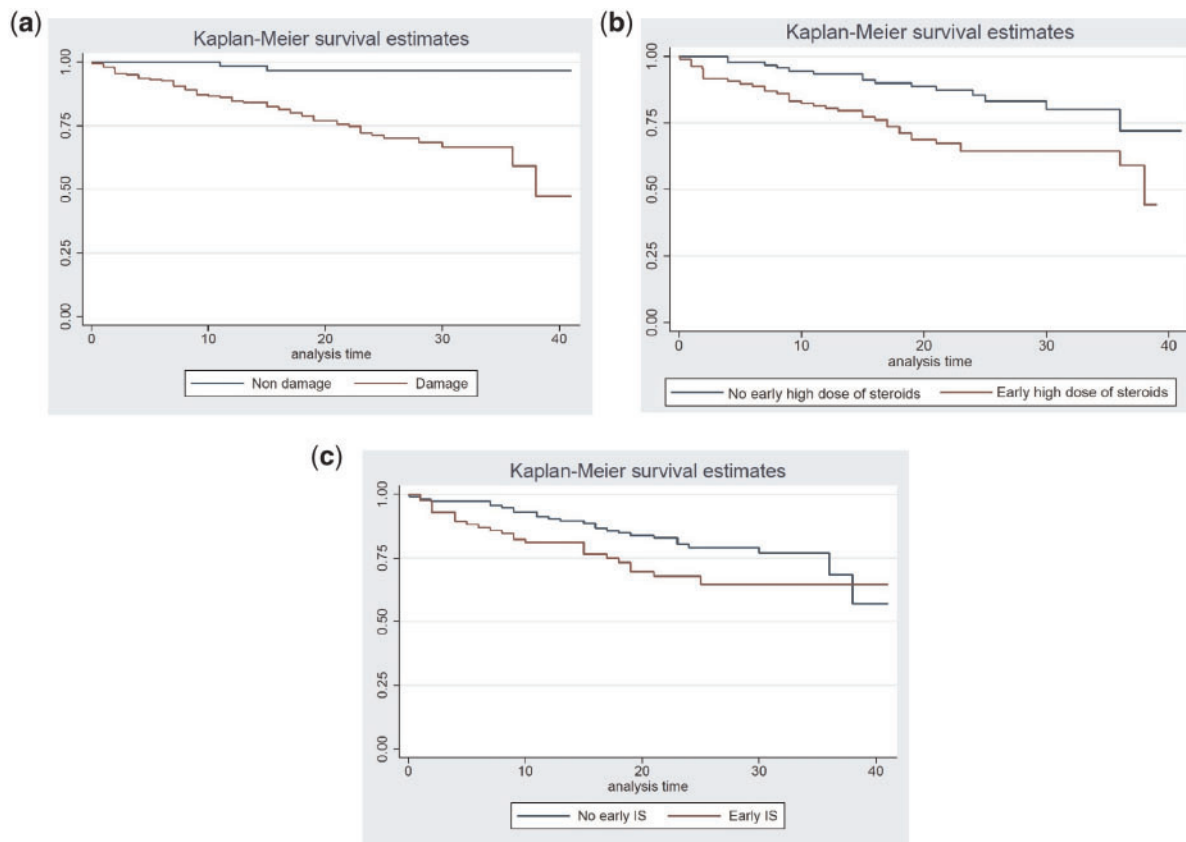 (a)
Kaplan-Meier survival estimates
1.00
0.75
0.50
0.25
0.00
0 10 20 30 40
analysis time
Non damage Damage
(b)
Kaplan-Meier survival estimates
1.00
0.75
0.50
0.25
0.00
0 10 20 30 40
analysis time
No early high dose of steroids Early high dose of steroids
(c)
Kaplan-Meier survival estimates
1.00
0.75
0.50
0.25
0.00
0 10 20 30 40
analysis time
No early IS Early IS